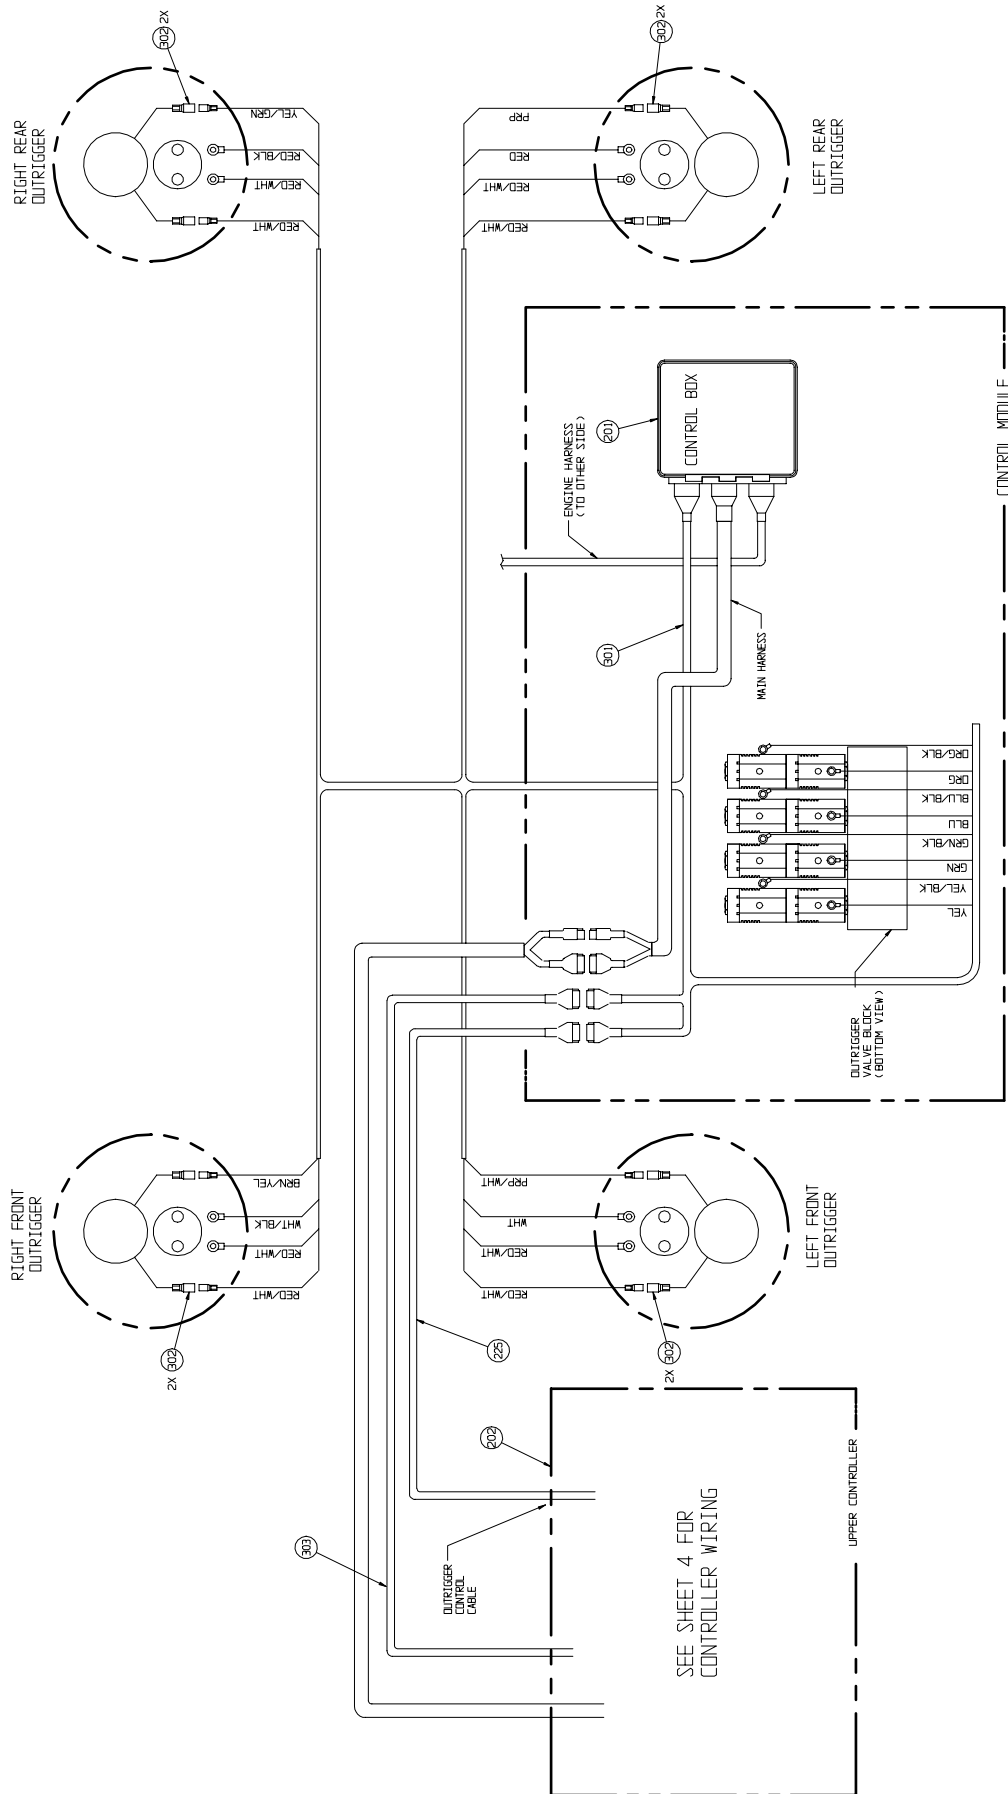 RIGHT REAR
OUTRIGGER
302 2X
YEL/GRN
RED/BLK
RED/WHT
RED/WHT
LEFT REAR
OUTRIGGER
302 2X
PRP
RED
RED/WHT
RED/WHT
CONTROL MODULE
CONTROL BOX
201
ENGINE HARNESS
(TO OTHER SIDE)
301
MAIN HARNESS
ORG/BLK
ORG
BLU/BLK
BLU
GRN/BLK
GRN
YEL/BLK
YEL
OUTRIGGER
VALVE BLOCK
(BOTTOM VIEW)
RIGHT FRONT
OUTRIGGER
BRN/YEL
WHT/BLK
RED/WHT
RED/WHT
2X 302
LEFT FRONT
OUTRIGGER
PRP/WHT
WHT
RED/WHT
RED/WHT
2X 302
225
202
303
OUTRIGGER
CONTROL
CABLE
SEE SHEET 4 FOR
CONTROLLER WIRING
UPPER CONTROLLER